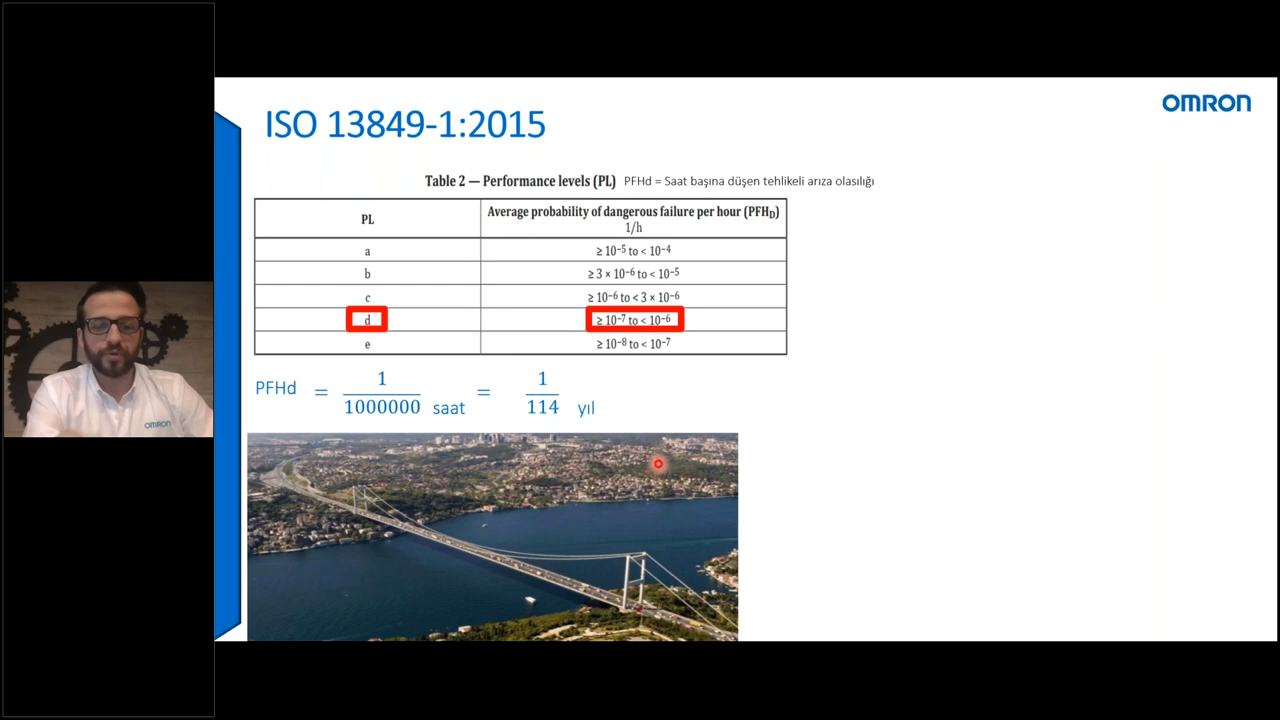 OMRON
ISO 13849-1:2015
Table 2 — Performance levels (PL) PFHd = Saat başına düşen tehlikeli arıza olasılığı
PL Average probability of dangerous failure per hour (PFH_D) 1/h
a ≥ 10⁻⁵ to < 10⁻⁴
b ≥ 3 × 10⁻⁶ to < 10⁻⁵
c ≥ 10⁻⁶ to < 3 × 10⁻⁶
d ≥ 10⁻⁷ to < 10⁻⁶
e ≥ 10⁻⁸ to < 10⁻⁷
PFHd = 1/1000000 saat = 1/114 yıl
OMRON